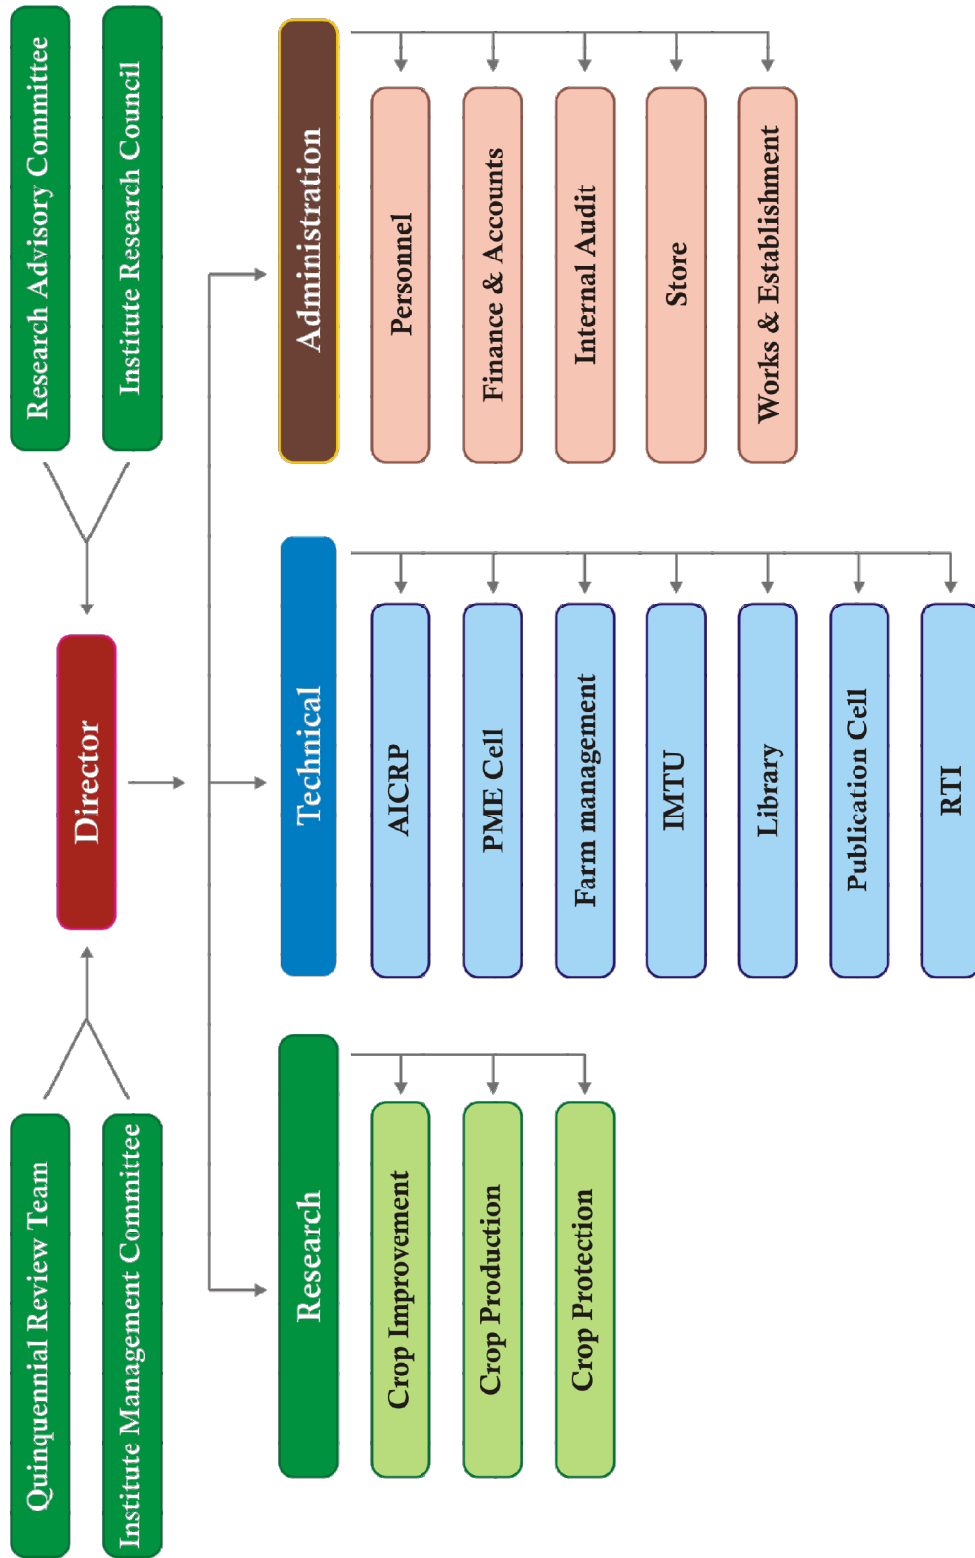 Quinquennial Review Team
Institute Management Committee
Director
Research Advisory Committee
Institute Research Council
Research
Crop Improvement
Crop Production
Crop Protection
Technical
AICRP
PME Cell
Farm management
IMTU
Library
Publication Cell
RTI
Administration
Personnel
Finance & Accounts
Internal Audit
Store
Works & Establishment